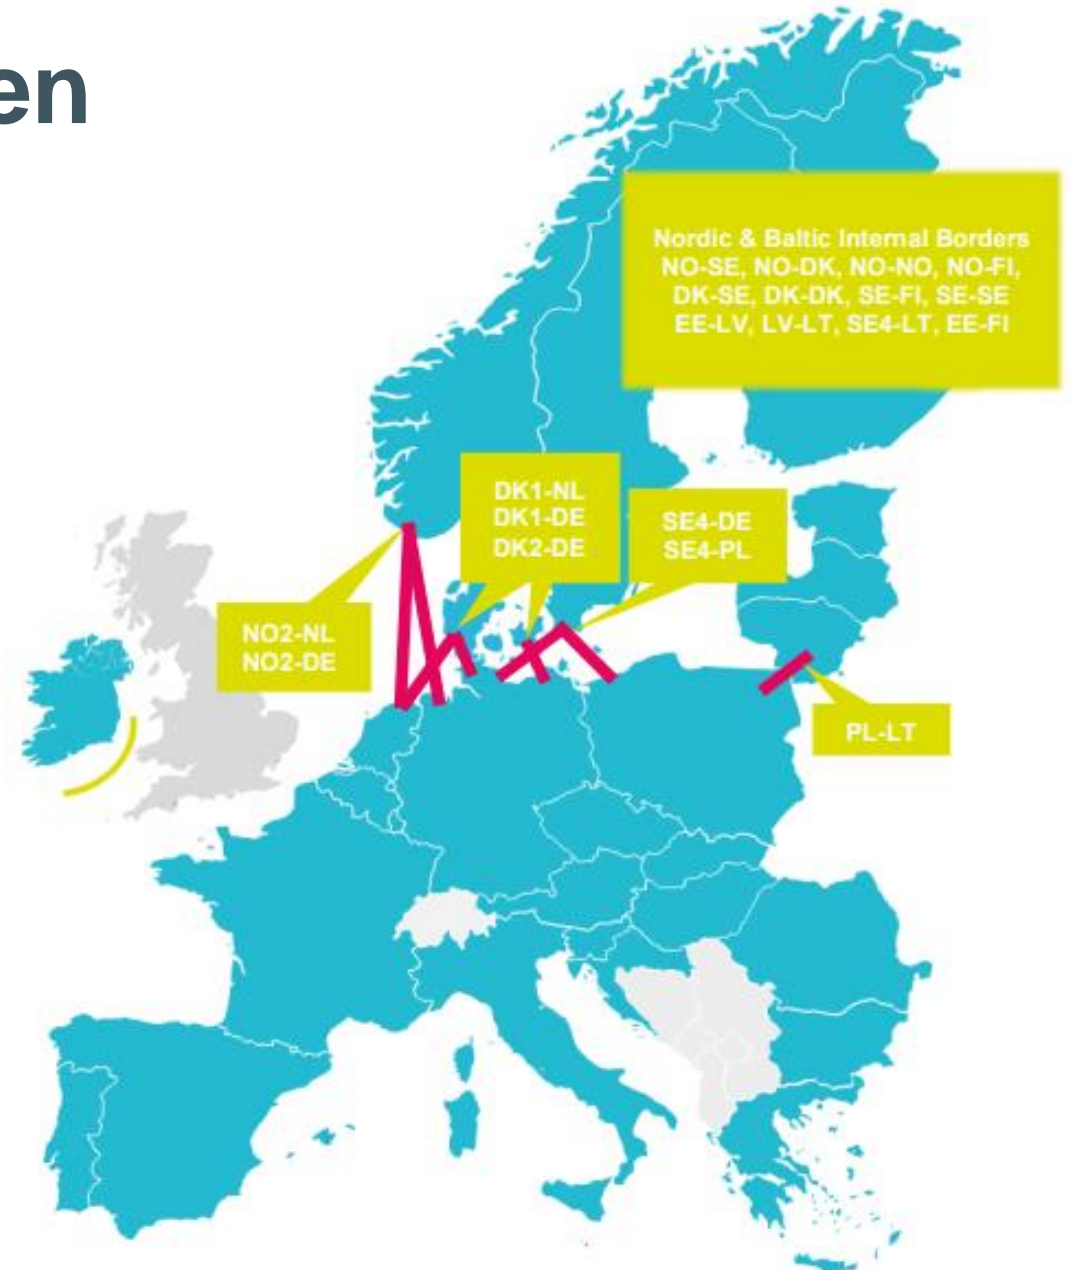 en
Nordic & Baltic Internal Borders
NO-SE, NO-DK, NO-NO, NO-FI,
DK-SE, DK-DK, SE-FI, SE-SE
EE-LV, LV-LT, SE4-LT, EE-FI
DK1-NL
DK1-DE
DK2-DE
SE4-DE
SE4-PL
NO2-NL
NO2-DE
PL-LT